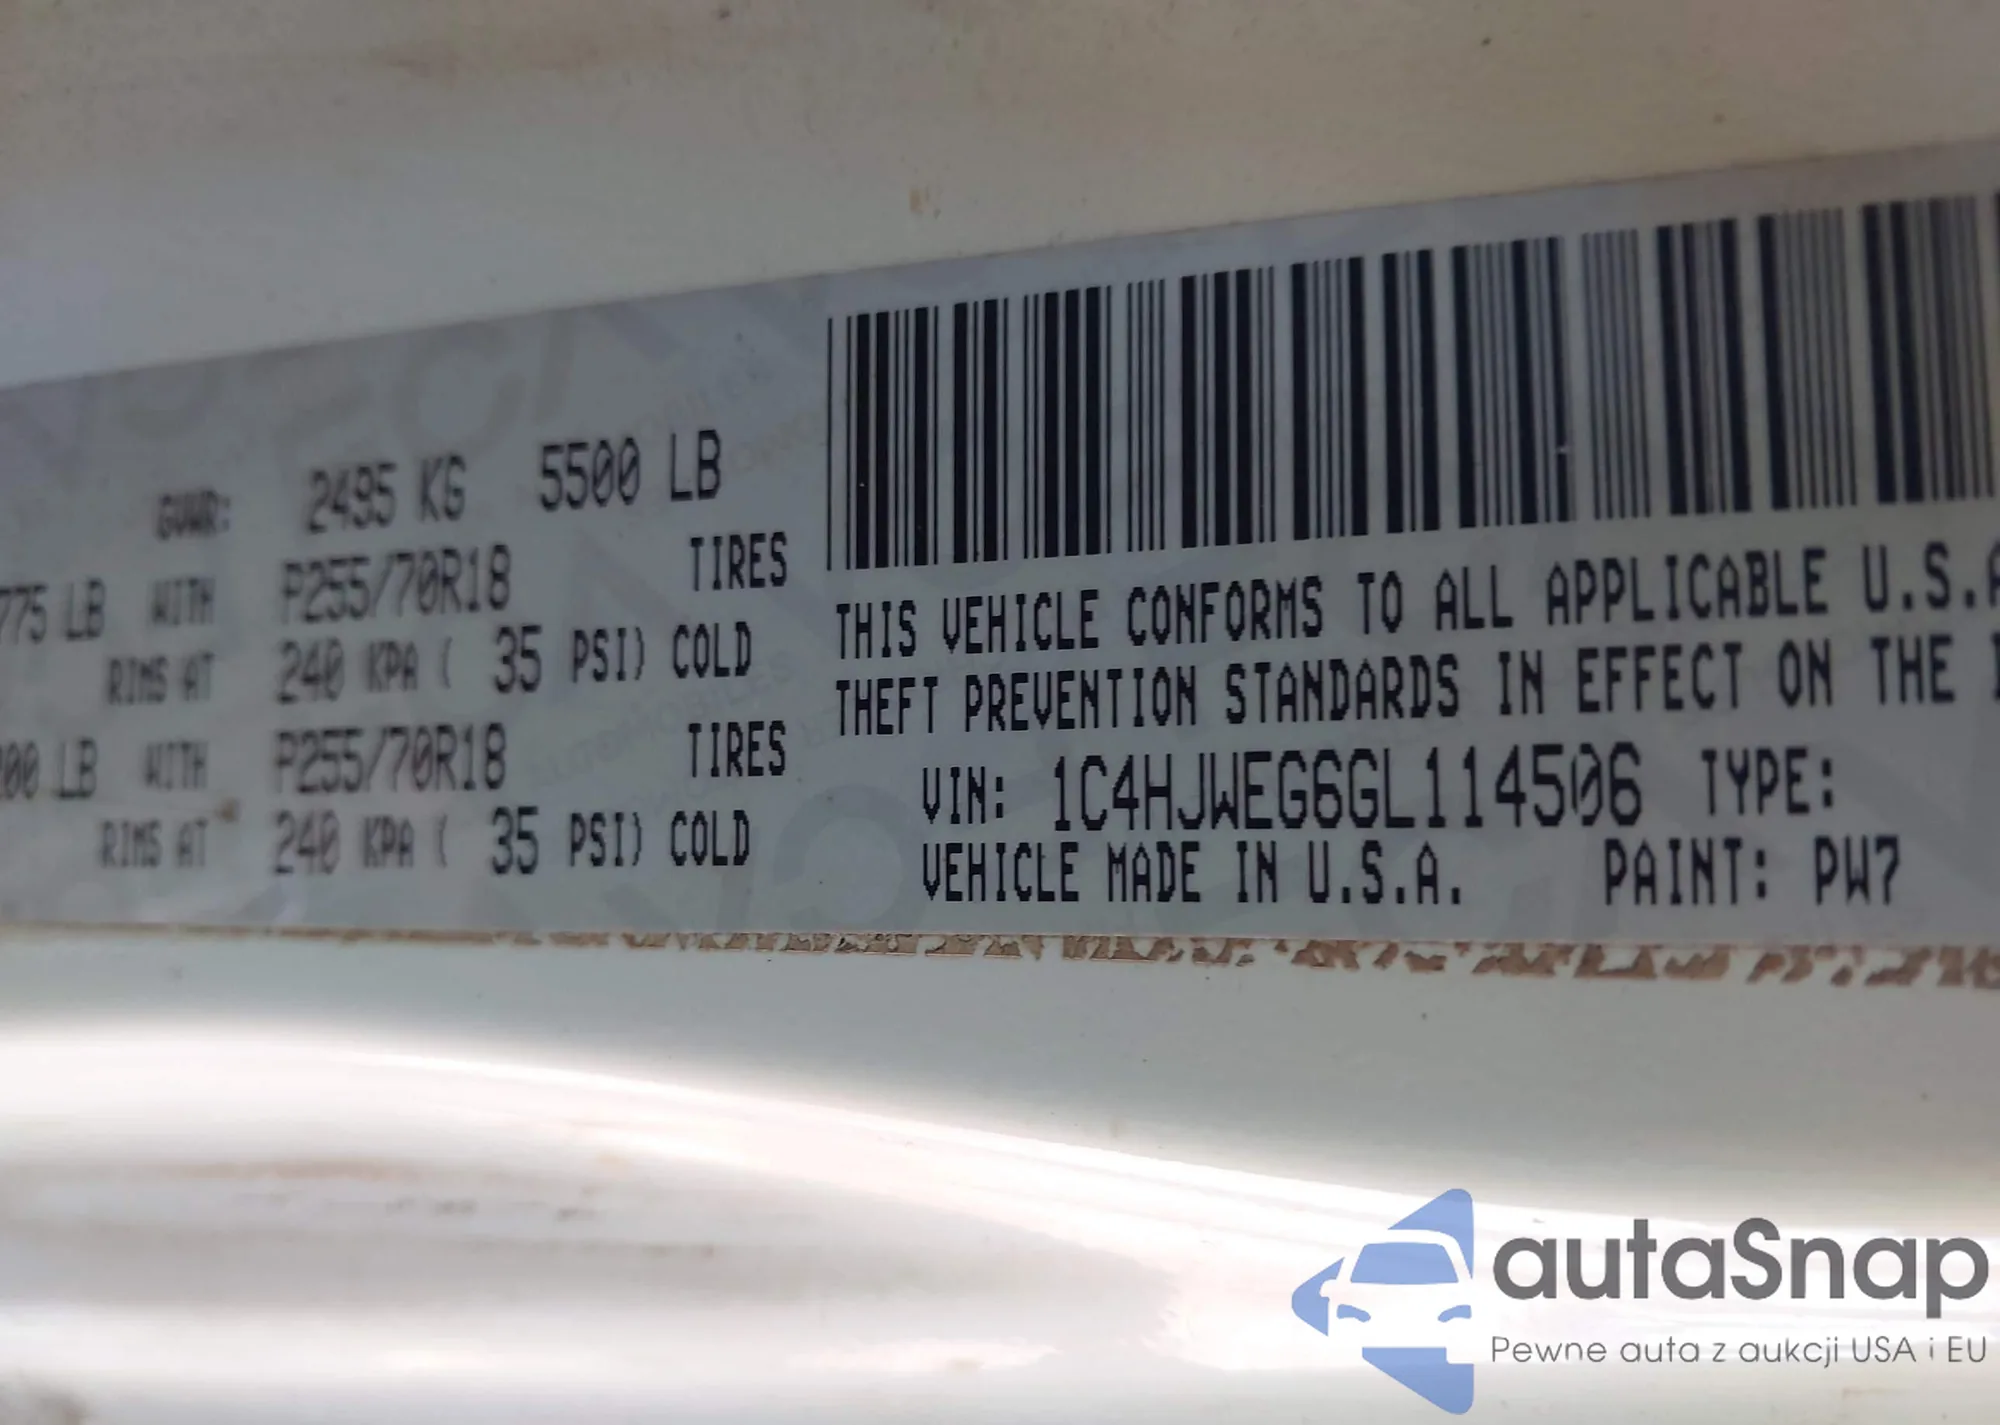 GVWR: 2495 KG 5500 LB
775 LB WITH P255/70R18 TIRES
RIMS AT 240 KPA ( 35 PSI) COLD
00 LB WITH P255/70R18 TIRES
RIMS AT 240 KPA ( 35 PSI) COLD
THIS VEHICLE CONFORMS TO ALL APPLICABLE U.S.A
THEFT PREVENTION STANDARDS IN EFFECT ON THE
VIN: 1C4HJWEG6GL114506 TYPE:
VEHICLE MADE IN U.S.A. PAINT: PW7
autaSnap
Pewne auta z aukcji USA i EU